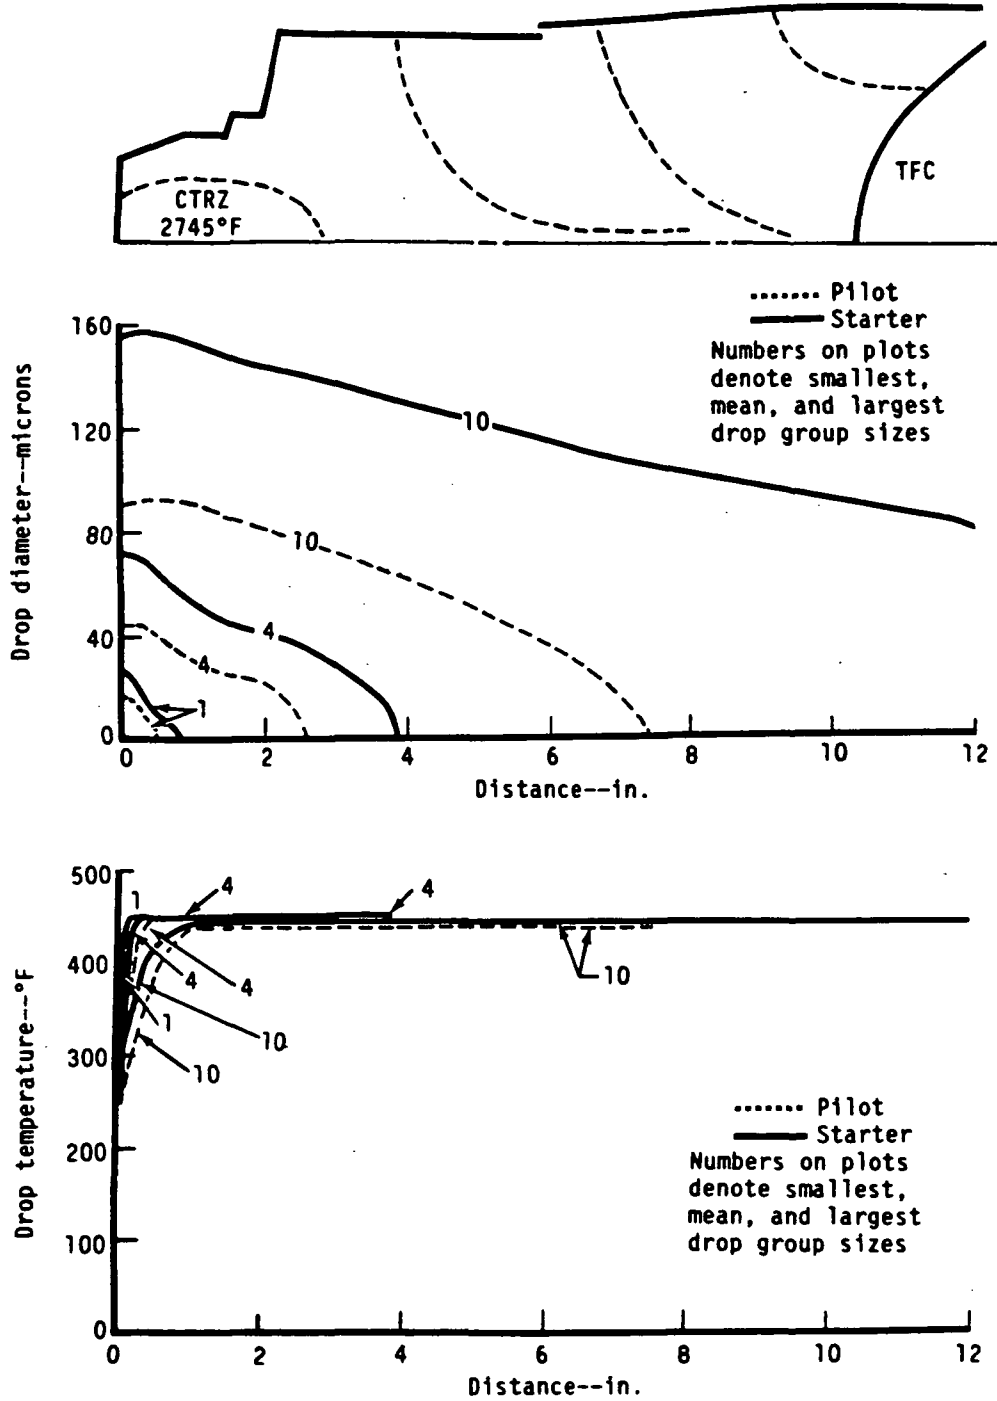 CTRZ
2745°F
TFC
Pilot
Starter
Numbers on plots
denote smallest,
mean, and largest
drop group sizes
Drop diameter--microns
160
120
80
40
0
10
10
4
4
1
0 2 4 6 8 10 12
Distance--in.
Drop temperature--°F
500
400
300
200
100
0
1
4
4
4
4
1
10
10
10
Pilot
Starter
Numbers on plots
denote smallest,
mean, and largest
drop group sizes
0 2 4 6 8 10 12
Distance--in.